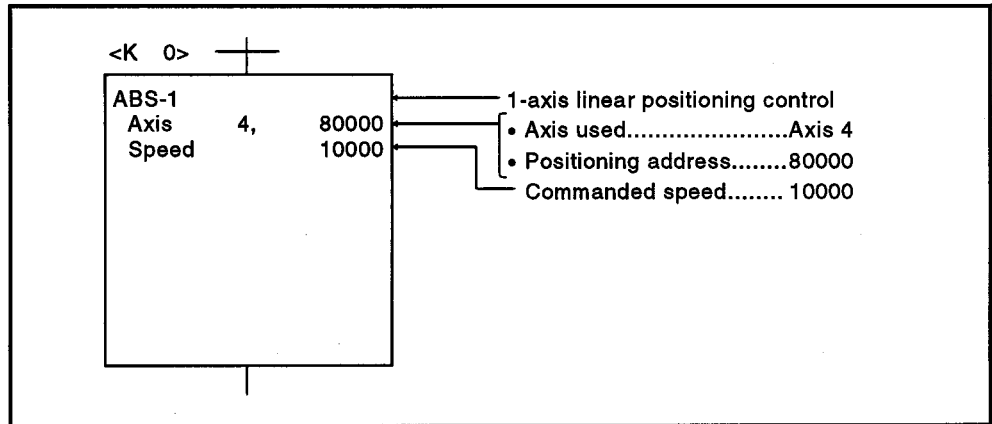 <K 0>
ABS-1
Axis 4, 80000
Speed 10000
1-axis linear positioning control
• Axis used......................Axis 4
• Positioning address........80000
Commanded speed........ 10000